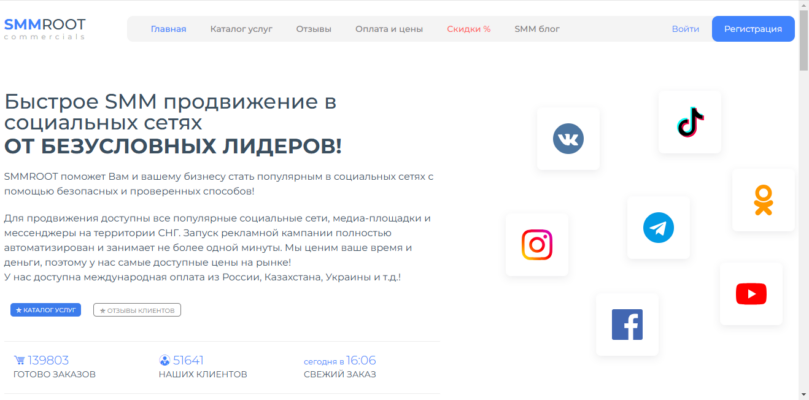 SMMROOT
commercials
Главная Каталог услуг Отзывы Оплата и цены Скидки % SMM блог Войти Регистрация
Быстрое SMM продвижение в
социальных сетях
ОТ БЕЗУСЛОВНЫХ ЛИДЕРОВ!
SMMROOT поможет Вам и вашему бизнесу стать популярным в социальных сетях с
помощью безопасных и проверенных способов!
Для продвижения доступны все популярные социальные сети, медиа-площадки и
мессенджеры на территории СНГ. Запуск рекламной кампании полностью
автоматизирован и занимает не более одной минуты. Мы ценим ваше время и
деньги, поэтому у нас самые доступные цены на рынке!
У нас доступна международная оплата из России, Казахстана, Украины и т.д.!
КАТАЛОГ УСЛУГ ОТЗЫВЫ КЛИЕНТОВ
139803 51641 сегодня в 16:06
ГОТОВО ЗАКАЗОВ НАШИХ КЛИЕНТОВ СВЕЖИЙ ЗАКАЗ